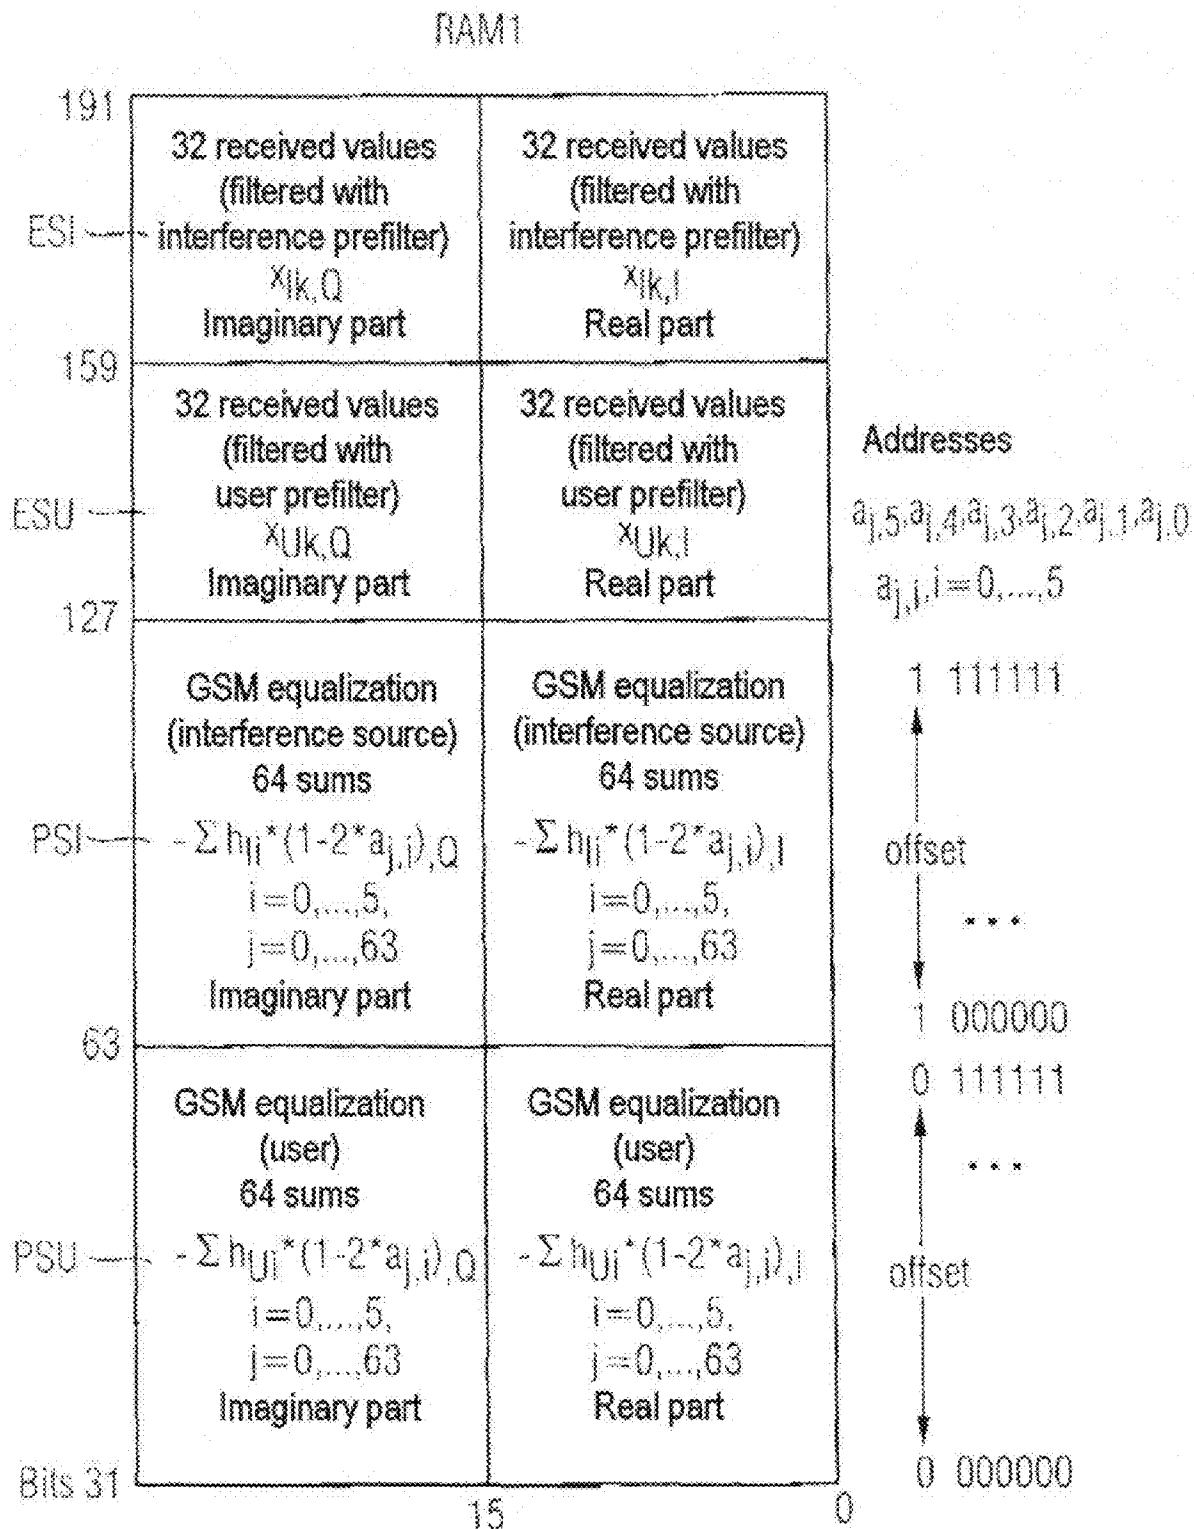 RAM1
191
32 received values
(filtered with
interference prefilter)
xIk,Q
Imaginary part
32 received values
(filtered with
interference prefilter)
xIk,I
Real part
ESI
159
32 received values
(filtered with
user prefilter)
xUk,Q
Imaginary part
32 received values
(filtered with
user prefilter)
xUk,I
Real part
ESU
Addresses
aj,5,aj,4,aj,3,aj,2,aj,1,aj,0
aj,i,i=0,...,5
127
GSM equalization
(interference source)
64 sums
-Σhli*(1-2*aj,i),Q
i=0,...,5,
j=0,...,63
Imaginary part
GSM equalization
(interference source)
64 sums
-Σhli*(1-2*aj,i),I
i=0,...,5,
j=0,...,63
Real part
PSI
1 111111
offset
...
1 000000
63
GSM equalization
(user)
64 sums
-ΣhUi*(1-2*aj,i),Q
i=0,...,5,
j=0,...,63
Imaginary part
GSM equalization
(user)
64 sums
-ΣhUi*(1-2*aj,i),I
i=0,...,5,
j=0,...,63
Real part
PSU
0 111111
...
offset
0 000000
Bits 31
15
0